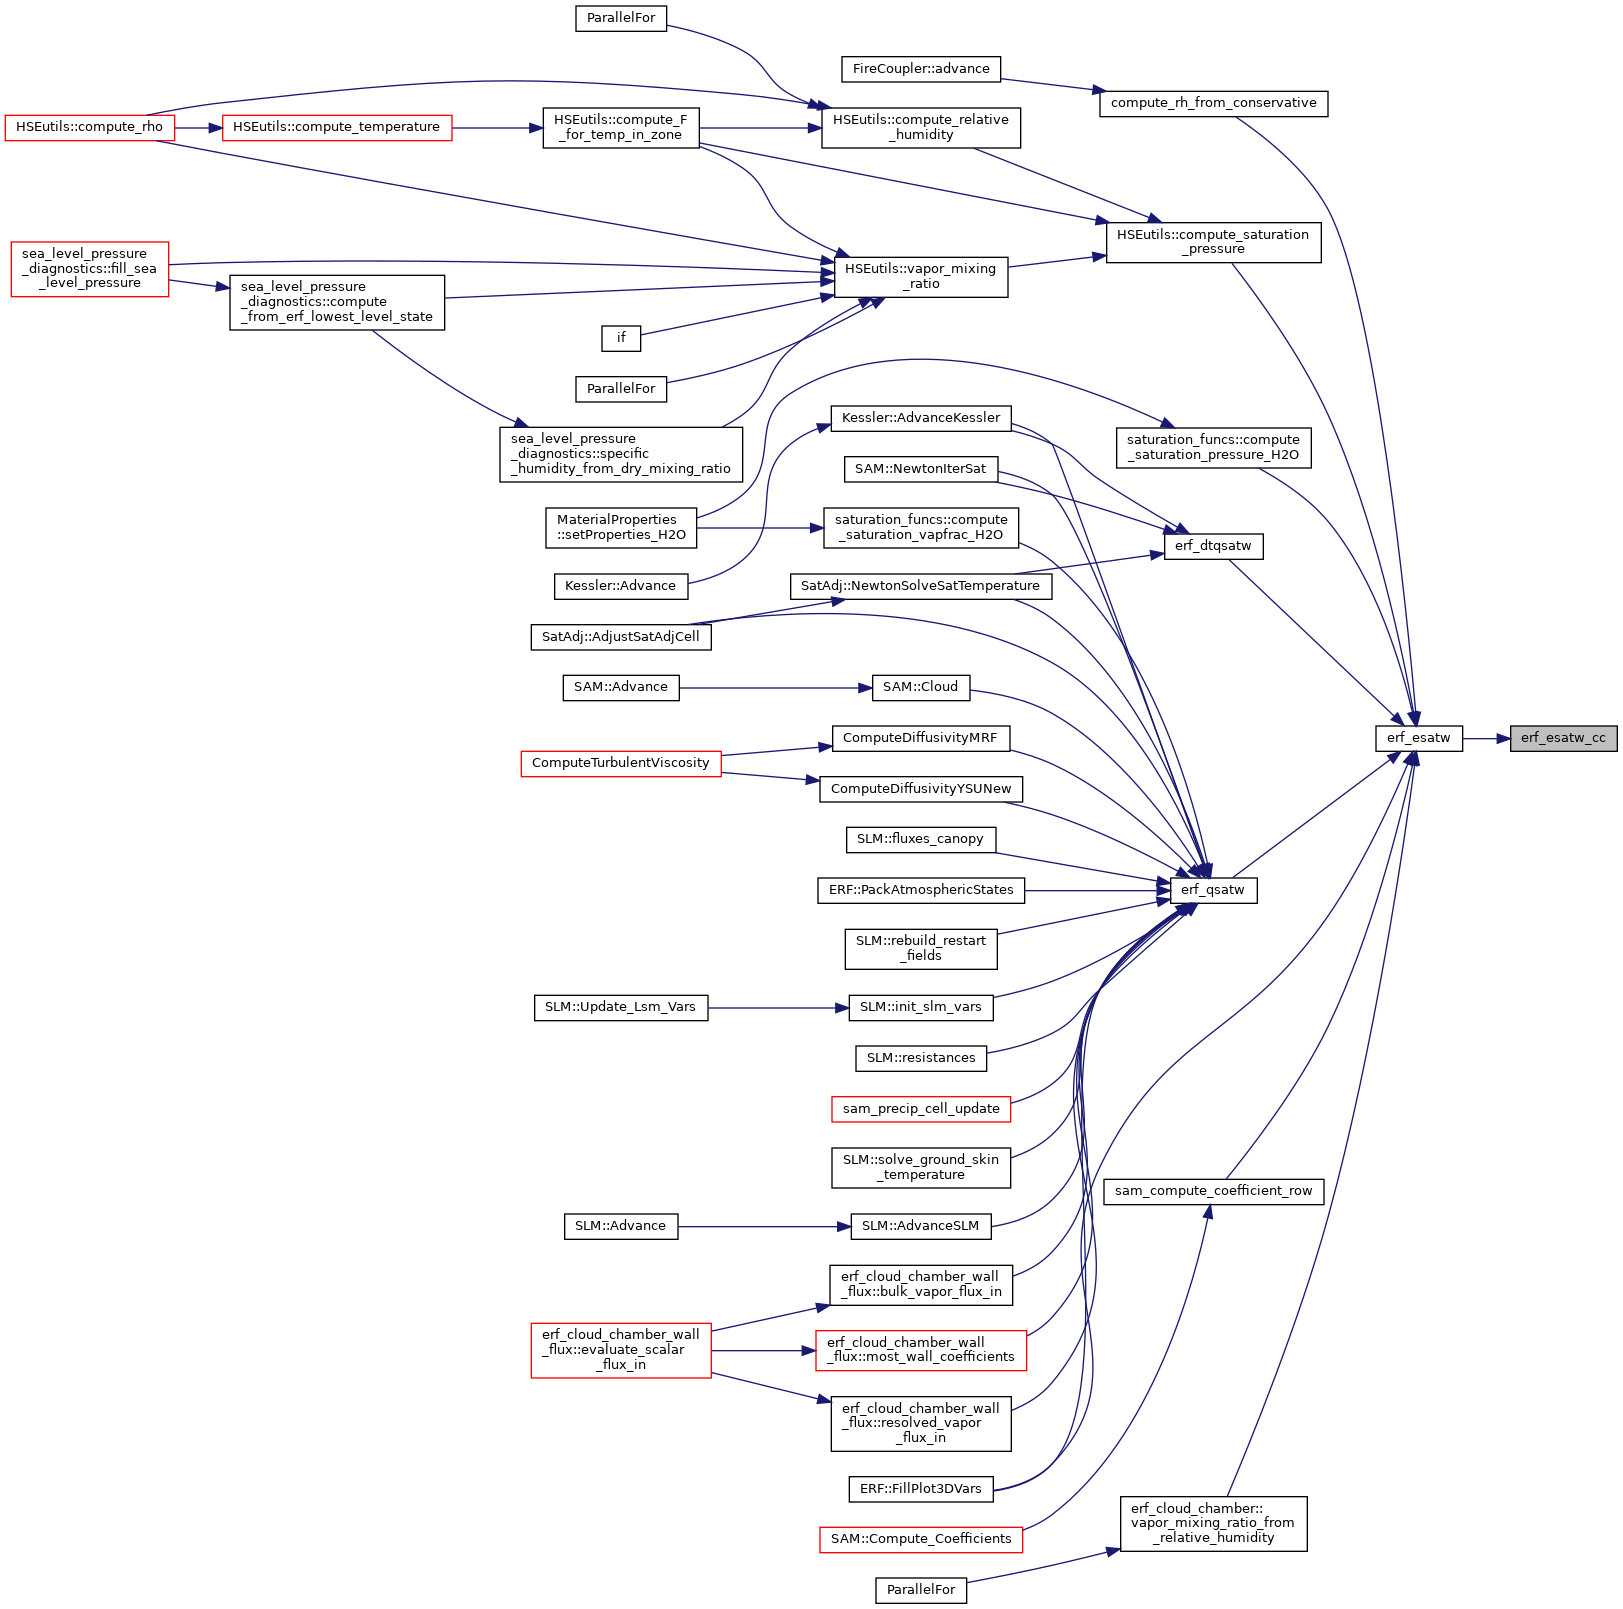 ParallelFor
FireCoupler::advance
compute_rh_from_conservative
HSEutils::compute_rho
HSEutils::compute_temperature
HSEutils::compute_F
_for_temp_in_zone
HSEutils::compute_relative
_humidity
HSEutils::compute_saturation
_pressure
sea_level_pressure
_diagnostics::fill_sea
_level_pressure
sea_level_pressure
_diagnostics::compute
_from_erf_lowest_level_state
HSEutils::vapor_mixing
_ratio
if
ParallelFor
sea_level_pressure
_diagnostics::specific
_humidity_from_dry_mixing_ratio
Kessler::AdvanceKessler
saturation_funcs::compute
_saturation_pressure_H2O
SAM::NewtonIterSat
MaterialProperties
::setProperties_H2O
saturation_funcs::compute
_saturation_vapfrac_H2O
erf_dtqsatw
Kessler::Advance
SatAdj::NewtonSolveSatTemperature
SatAdj::AdjustSatAdjCell
SAM::Advance
SAM::Cloud
ComputeTurbulentViscosity
ComputeDiffusivityMRF
ComputeDiffusivityYSUNew
erf_esatw
erf_esatw_cc
SLM::fluxes_canopy
ERF::PackAtmosphericStates
erf_qsatw
SLM::rebuild_restart
_fields
SLM::Update_Lsm_Vars
SLM::init_slm_vars
SLM::resistances
sam_precip_cell_update
SLM::solve_ground_skin
_temperature
sam_compute_coefficient_row
SLM::Advance
SLM::AdvanceSLM
erf_cloud_chamber_wall
_flux::bulk_vapor_flux_in
erf_cloud_chamber_wall
_flux::evaluate_scalar
_flux_in
erf_cloud_chamber_wall
_flux::most_wall_coefficients
erf_cloud_chamber_wall
_flux::resolved_vapor
_flux_in
ERF::FillPlot3DVars
SAM::Compute_Coefficients
erf_cloud_chamber::
vapor_mixing_ratio_from
_relative_humidity
ParallelFor